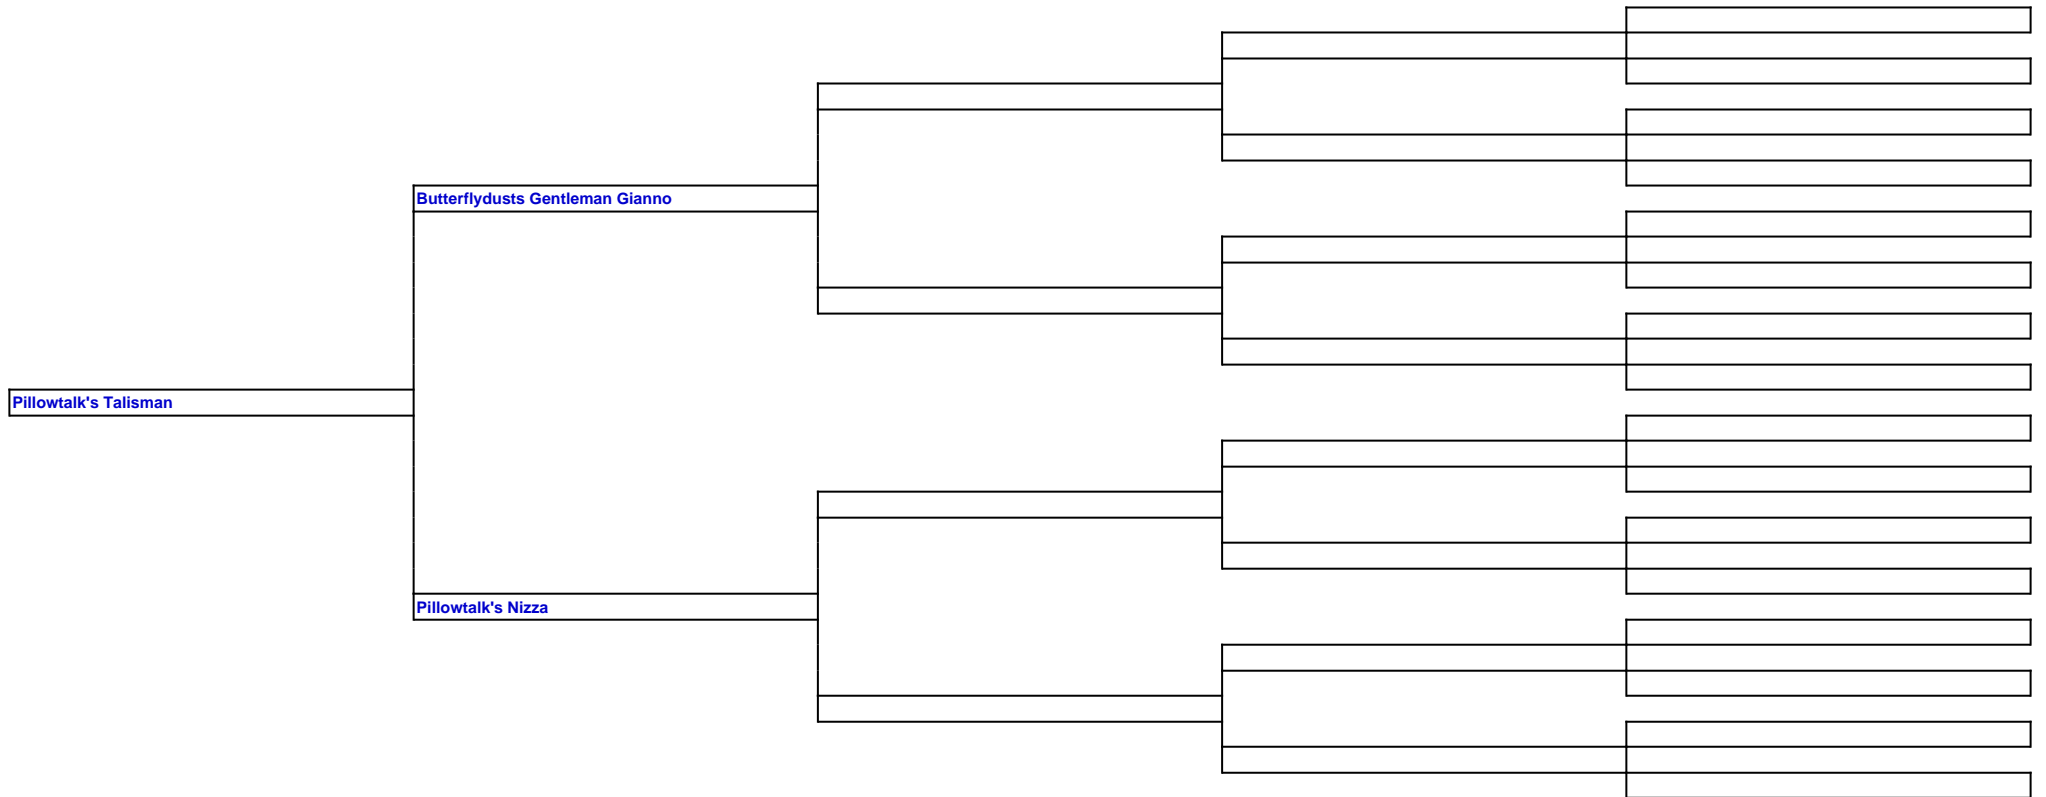 Butterflydusts Gentleman Gianno
Pillowtalk's Talisman
Pillowtalk's Nizza